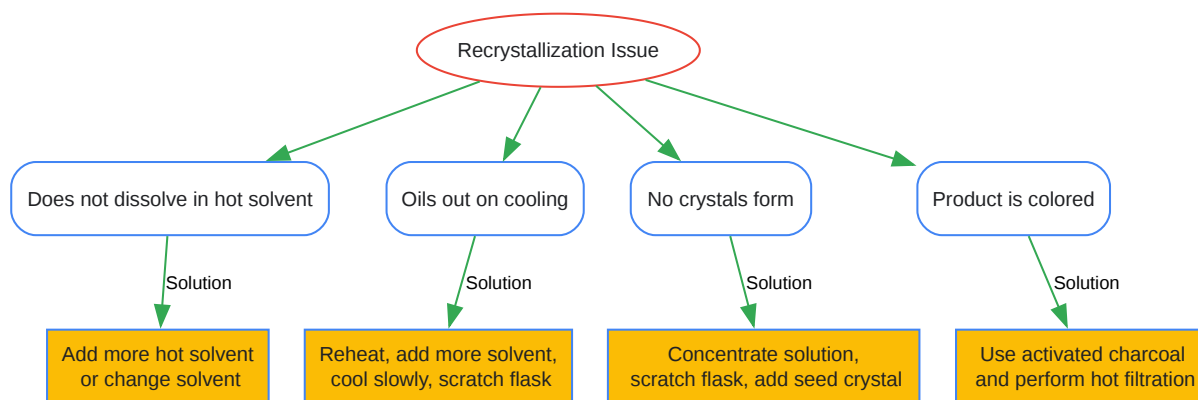 Recrystallization Issue
Does not dissolve in hot solvent
Oils out on cooling
No crystals form
Product is colored
Solution
Solution
Solution
Solution
Add more hot solvent
or change solvent
Reheat, add more solvent,
cool slowly, scratch flask
Concentrate solution,
scratch flask, add seed crystal
Use activated charcoal
and perform hot filtration